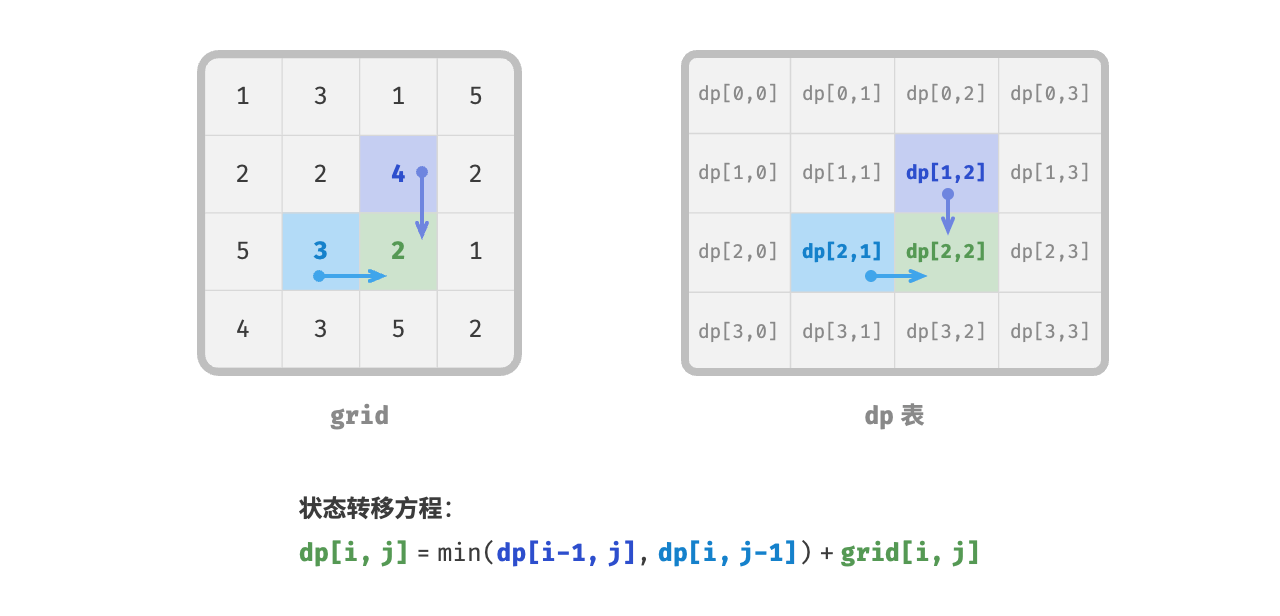 1 3 1 5
2 2 4 2
5 3 2 1
4 3 5 2
grid
dp[0,0] dp[0,1] dp[0,2] dp[0,3]
dp[1,0] dp[1,1] dp[1,2] dp[1,3]
dp[2,0] dp[2,1] dp[2,2] dp[2,3]
dp[3,0] dp[3,1] dp[3,2] dp[3,3]
dp 表
状态转移方程：
dp[i, j] = min(dp[i-1, j], dp[i, j-1]) + grid[i, j]